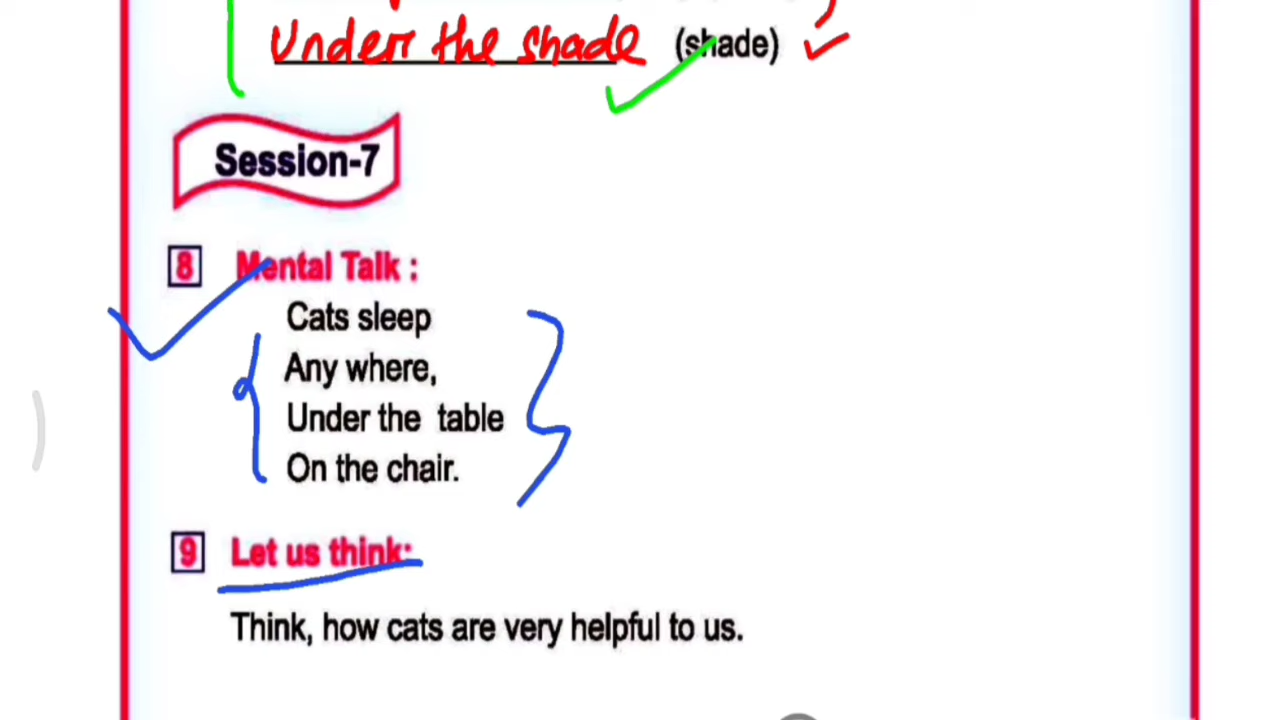 Underr the shade (shade)
Session-7
8 Mental Talk :
Cats sleep
Any where,
Under the table
On the chair.
9 Let us think:
Think, how cats are very helpful to us.